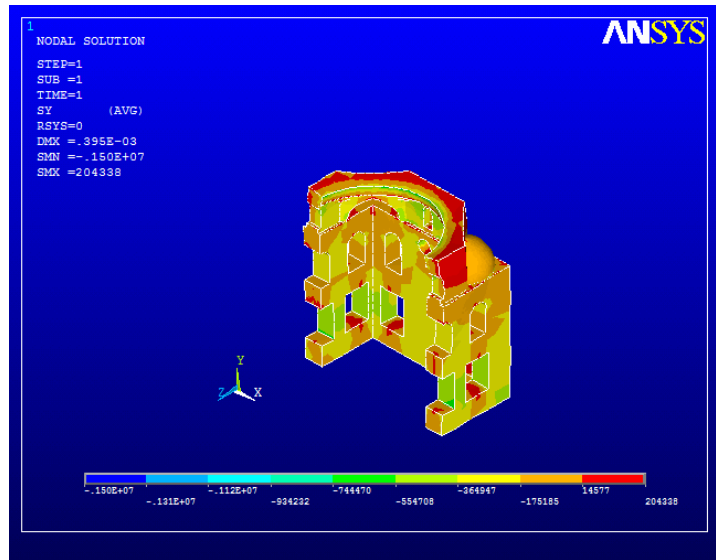 1
ANSYS
NODAL SOLUTION
STEP=1
SUB =1
TIME=1
SY (AVG)
RSYS=0
DMX =.395E-03
SMN =-.150E+07
SMX =204338
Y
Z X
-.150E+07 -.112E+07 -744470 -364947 14577
-.131E+07 -934232 -554708 -175185 204338